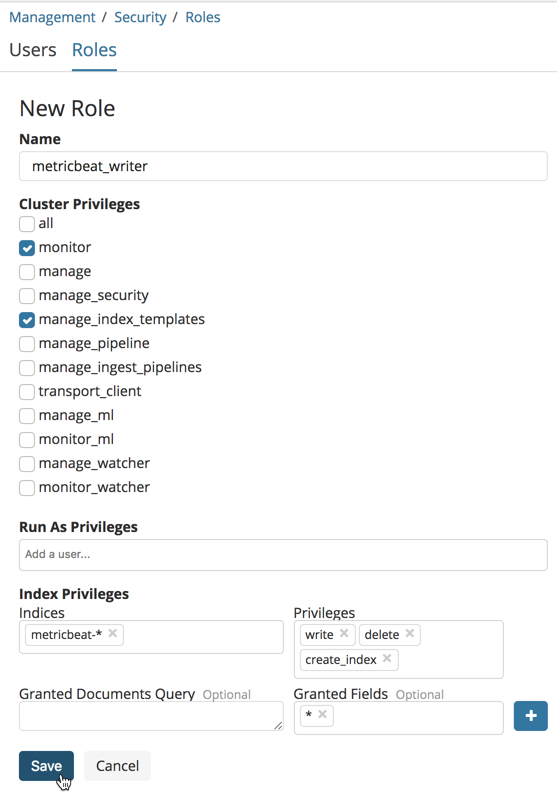 Management / Security / Roles
Users Roles
New Role
Name
metricbeat_writer
Cluster Privileges
all
monitor
manage
manage_security
manage_index_templates
manage_pipeline
manage_ingest_pipelines
transport_client
manage_ml
monitor_ml
manage_watcher
monitor_watcher
Run As Privileges
Add a user...
Index Privileges
Indices Privileges
metricbeat-* × write × delete ×
create_index ×
Granted Documents Query Optional Granted Fields Optional
* ×
+
Save Cancel